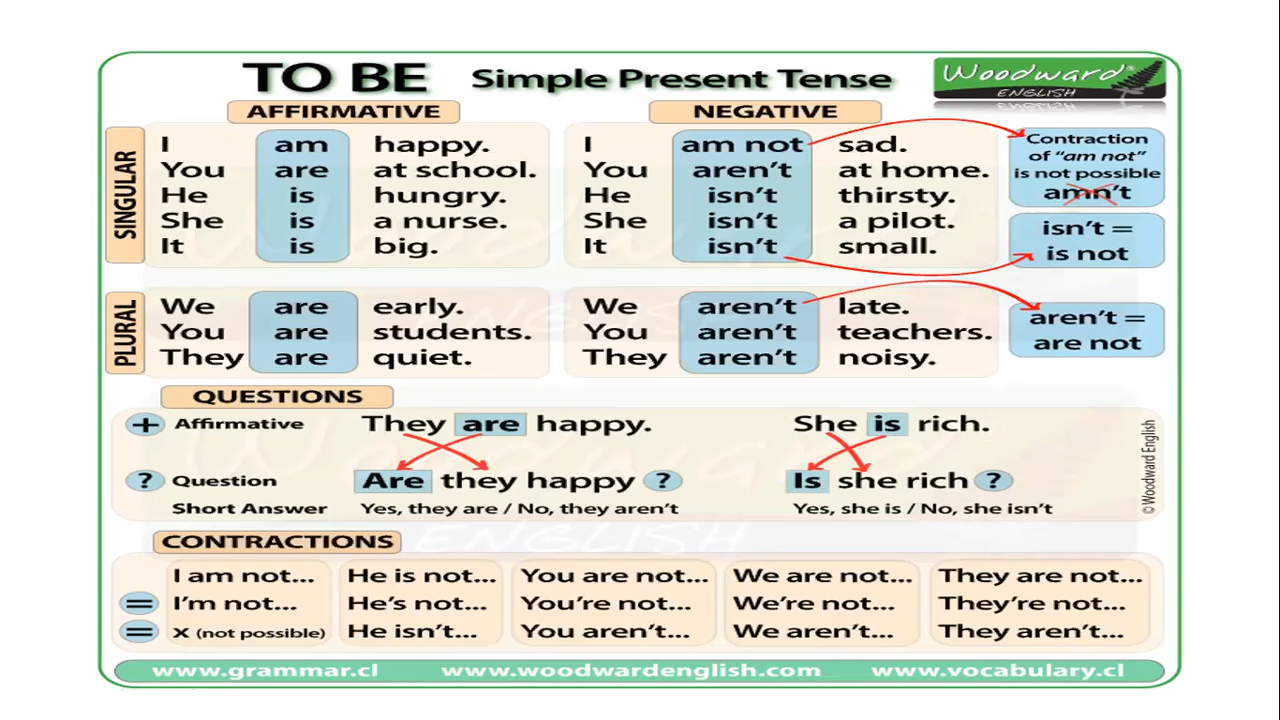 TO BE Simple Present Tense
Woodward
ENGLISH
AFFIRMATIVE
SINGULAR
I am happy.
You are at school.
He is hungry.
She is a nurse.
It is big.
PLURAL
We are early.
You are students.
They are quiet.
NEGATIVE
I am not sad.
You aren't at home.
He isn't thirsty.
She isn't a pilot.
It isn't small.
We aren't late.
You aren't teachers.
They aren't noisy.
Contraction
of "am not"
is not possible
amn't
isn't =
is not
aren't =
are not
QUESTIONS
+ Affirmative They are happy. She is rich.
? Question Are they happy ? Is she rich ?
Short Answer Yes, they are / No, they aren't Yes, she is / No, she isn't
© Woodward English
CONTRACTIONS
I am not... He is not... You are not... We are not... They are not...
= I'm not... He's not... You're not... We're not... They're not...
= x (not possible) He isn't... You aren't... We aren't... They aren't...
www.grammar.cl www.woodwardenglish.com www.vocabulary.cl